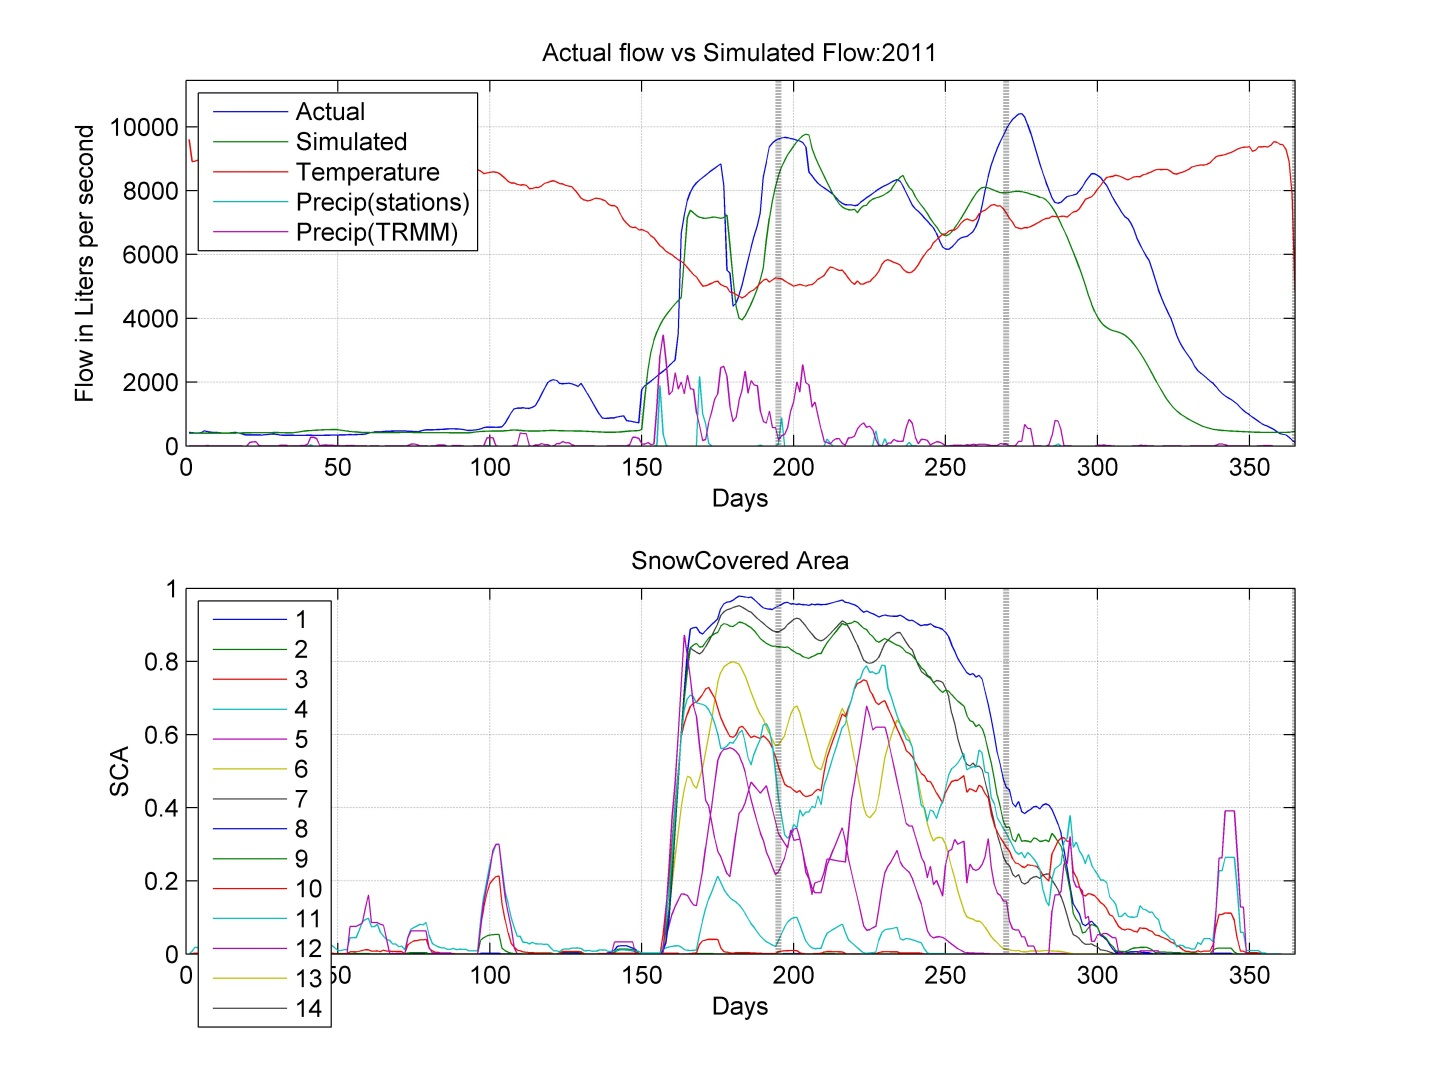 Actual flow vs Simulated Flow:2011
Flow in Liters per second
10000
8000
6000
4000
2000
0
Actual
Simulated
Temperature
Precip(stations)
Precip(TRMM)
0 50 100 150 200 250 300 350
Days
SnowCovered Area
SCA
1
0.8
0.6
0.4
0.2
0
1
2
3
4
5
6
7
8
9
10
11
12
13
14
0 50 100 150 200 250 300 350
Days